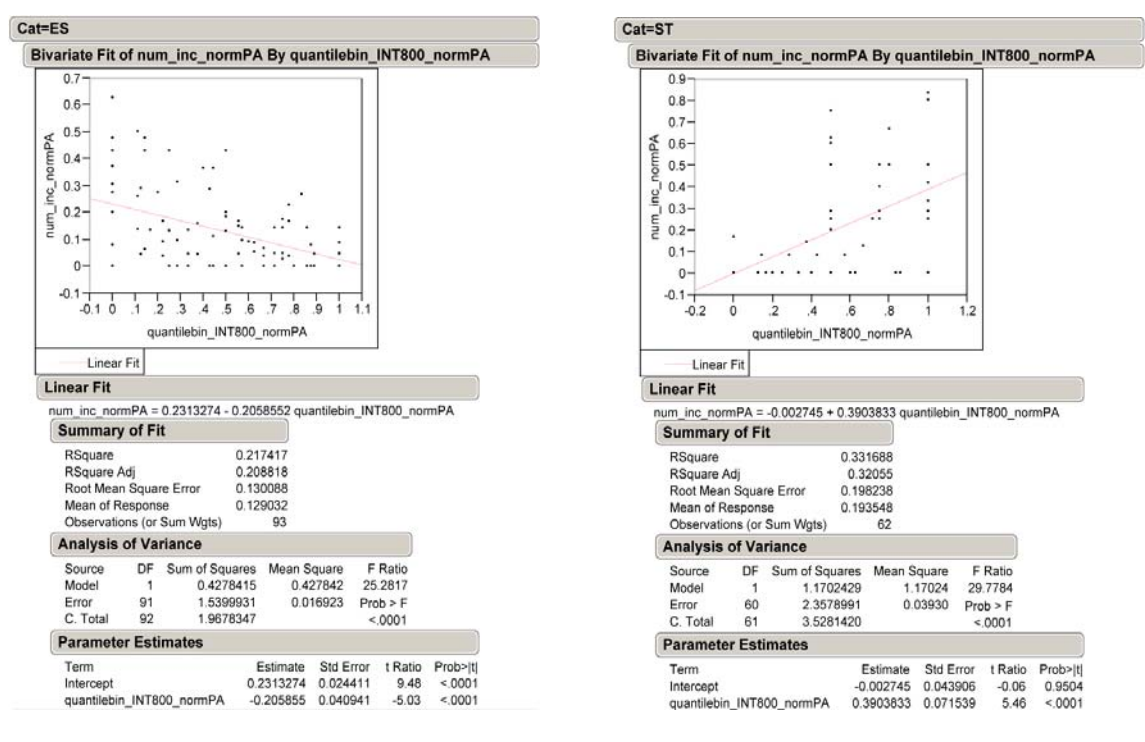 Cat=ES
Bivariate Fit of num_inc_normPA By quantilebin_INT800_normPA
0.7
0.6
0.5
0.4
0.3
0.2
0.1
0
-0.1
num_inc_normPA
-0.1 0 .1 .2 .3 .4 .5 .6 .7 .8 .9 1 1.1
quantilebin_INT800_normPA
Linear Fit
Linear Fit
num_inc_normPA = 0.2313274 - 0.2058552 quantilebin_INT800_normPA
Summary of Fit
RSquare 0.217417
RSquare Adj 0.208818
Root Mean Square Error 0.130088
Mean of Response 0.129032
Observations (or Sum Wgts) 93
Analysis of Variance
Source DF Sum of Squares Mean Square F Ratio
Model 1 0.4278415 0.427842 25.2817
Error 91 1.5399931 0.016923 Prob > F
C. Total 92 1.9678347 <.0001
Parameter Estimates
Term Estimate Std Error t Ratio Prob>|t|
Intercept 0.2313274 0.024411 9.48 <.0001
quantilebin_INT800_normPA -0.205855 0.040941 -5.03 <.0001
Cat=ST
Bivariate Fit of num_inc_normPA By quantilebin_INT800_normPA
0.9
0.8
0.7
0.6
0.5
0.4
0.3
0.2
0.1
0
-0.1
num_inc_normPA
-0.2 0 .2 .4 .6 .8 1 1.2
quantilebin_INT800_normPA
Linear Fit
Linear Fit
num_inc_normPA = -0.002745 + 0.3903833 quantilebin_INT800_normPA
Summary of Fit
RSquare 0.331688
RSquare Adj 0.32055
Root Mean Square Error 0.198238
Mean of Response 0.193548
Observations (or Sum Wgts) 62
Analysis of Variance
Source DF Sum of Squares Mean Square F Ratio
Model 1 1.1702429 1.17024 29.7784
Error 60 2.3578991 0.03930 Prob > F
C. Total 61 3.5281420 <.0001
Parameter Estimates
Term Estimate Std Error t Ratio Prob>|t|
Intercept -0.002745 0.043906 -0.06 0.9504
quantilebin_INT800_normPA 0.3903833 0.071539 5.46 <.0001